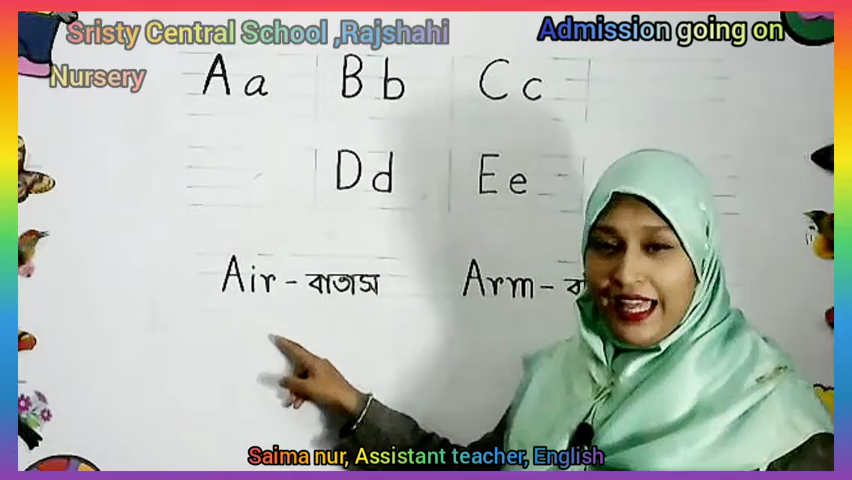 Sristy Central School ,Rajshahi
Admission going on
Nursery
Aa Bb Cc
Dd Ee
Air - বাতাস Arm -
Saima nur, Assistant teacher, English